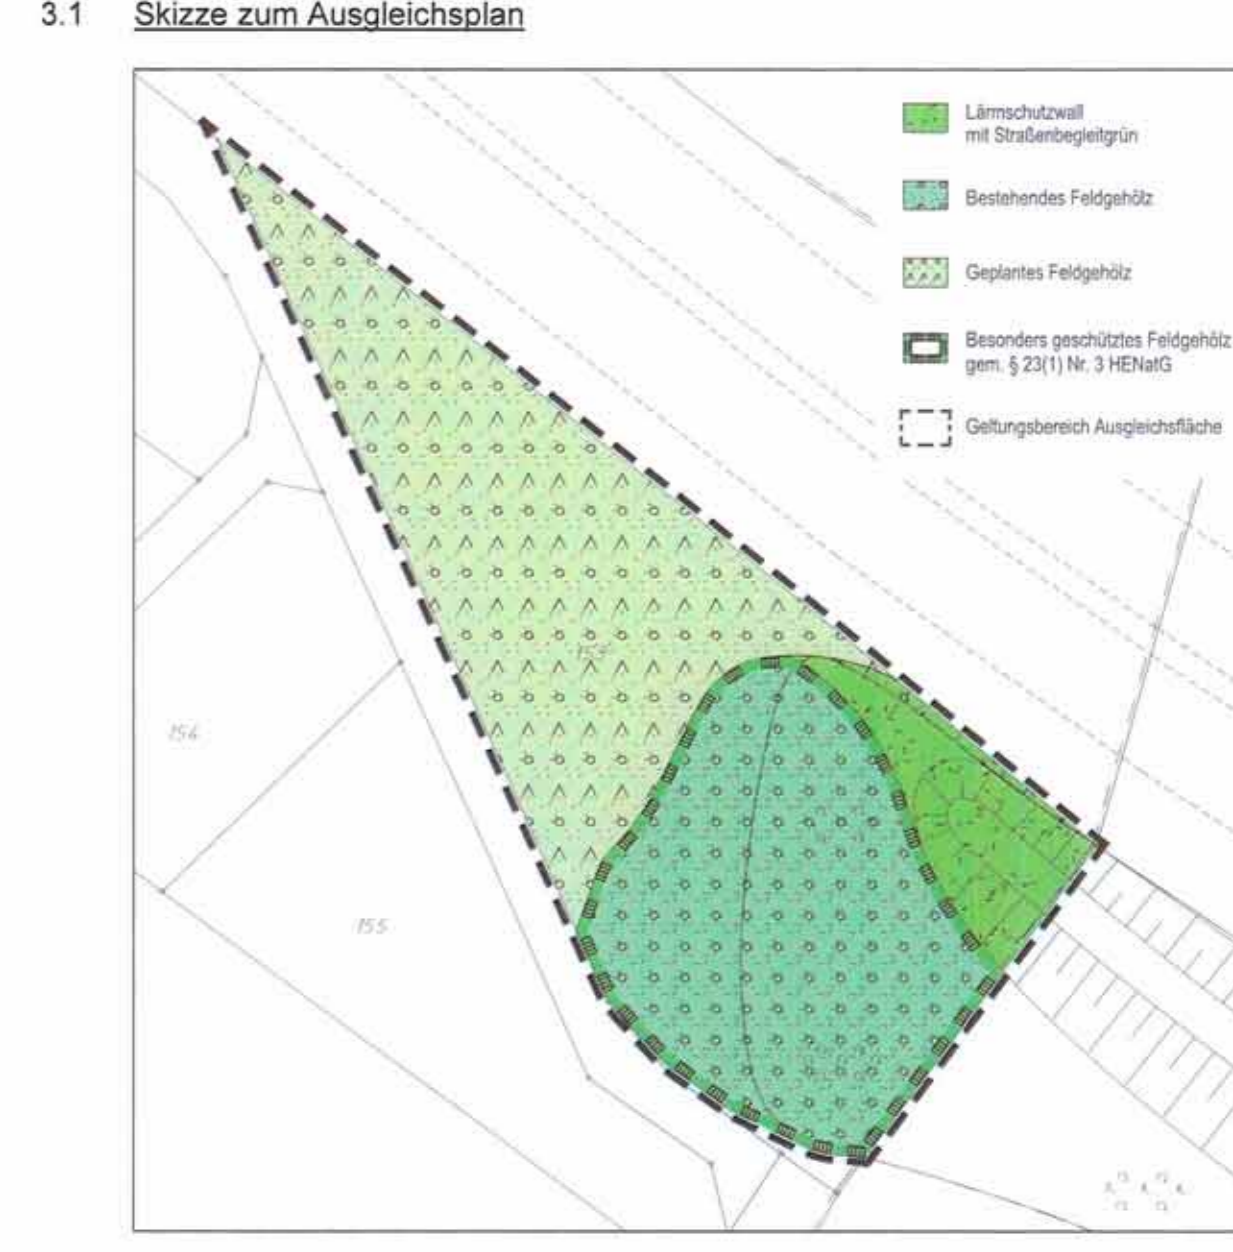 3.1 Skizze zum Ausgleichsplan
Lärmschutzwall
mit Straßenbegleitgrün
Bestehendes Feldgehölz
Geplantes Feldgehölz
Besonders geschütztes Feldgehölz
gem. § 23(1) Nr. 3 HENatG
Geltungsbereich Ausgleichsfläche
154
155